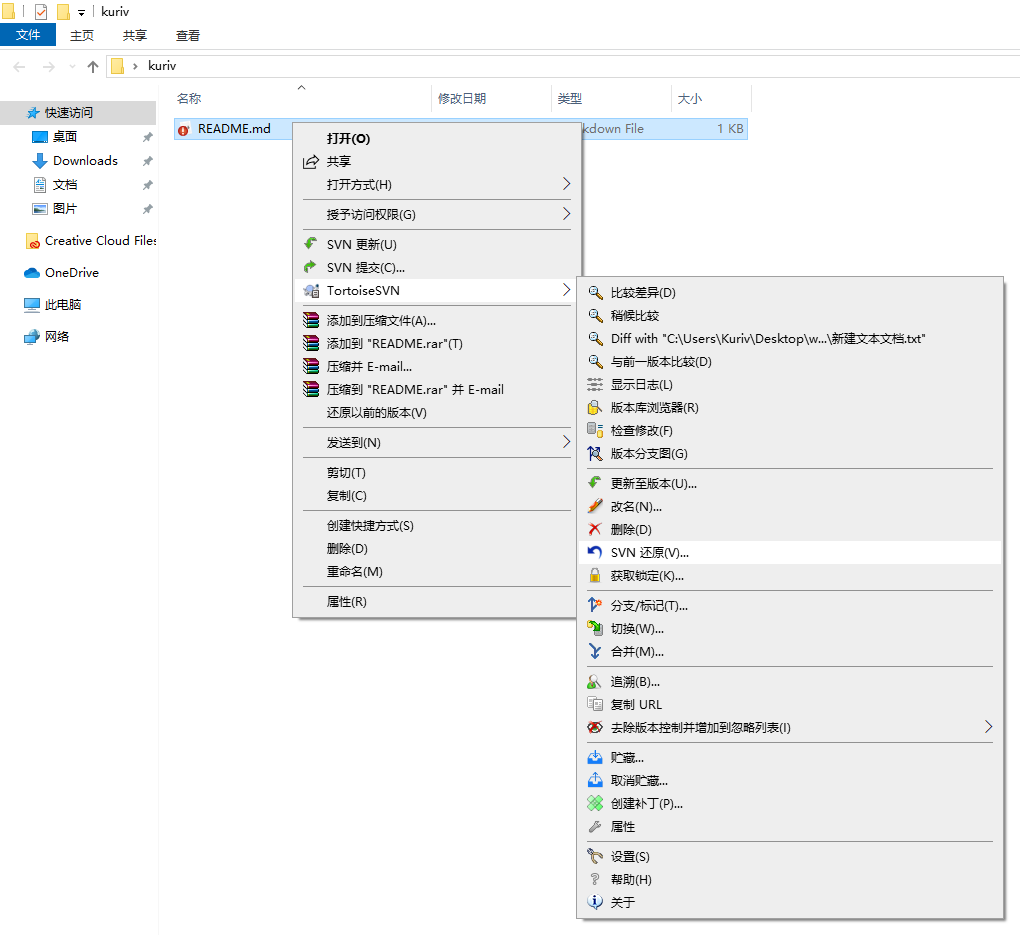 kuriv
文件 主页 共享 查看
kuriv
名称 修改日期 类型 大小
快速访问
桌面
Downloads
文档
图片
Creative Cloud Files
OneDrive
此电脑
网络
README.md kdown File 1 KB
打开(O)
共享
打开方式(H)
授予访问权限(G)
SVN 更新(U)
SVN 提交(C)...
TortoiseSVN
添加到压缩文件(A)...
添加到 "README.rar"(T)
压缩并 E-mail...
压缩到 "README.rar" 并 E-mail
还原以前的版本(V)
发送到(N)
剪切(T)
复制(C)
创建快捷方式(S)
删除(D)
重命名(M)
属性(R)
比较差异(D)
稍候比较
Diff with "C:\Users\Kuriv\Desktop\w...\新建文本文档.txt"
与前一版本比较(D)
显示日志(L)
版本库浏览器(R)
检查修改(F)
版本分支图(G)
更新至版本(U)...
改名(N)...
删除(D)
SVN 还原(V)...
获取锁定(K)...
分支/标记(T)...
切换(W)...
合并(M)...
追溯(B)...
复制 URL
去除版本控制并增加到忽略列表(I)
贮藏...
取消贮藏...
创建补丁(P)...
属性
设置(S)
帮助(H)
关于